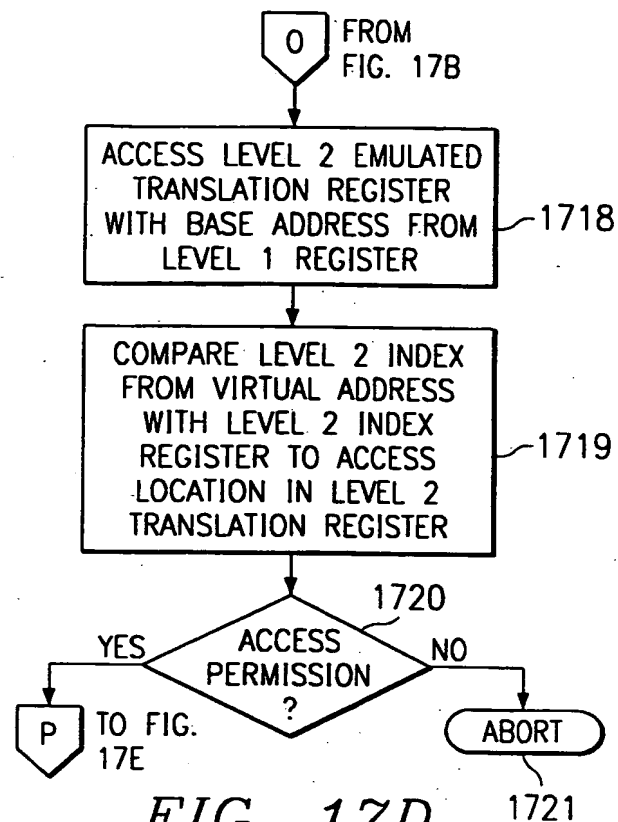 O
FROM
FIG. 17B
ACCESS LEVEL 2 EMULATED
TRANSLATION REGISTER
WITH BASE ADDRESS FROM
LEVEL 1 REGISTER
1718
COMPARE LEVEL 2 INDEX
FROM VIRTUAL ADDRESS
WITH LEVEL 2 INDEX
REGISTER TO ACCESS
LOCATION IN LEVEL 2
TRANSLATION REGISTER
1719
1720
YES
ACCESS
PERMISSION
?
NO
P
TO FIG.
17E
ABORT
1721
FIG. 17D